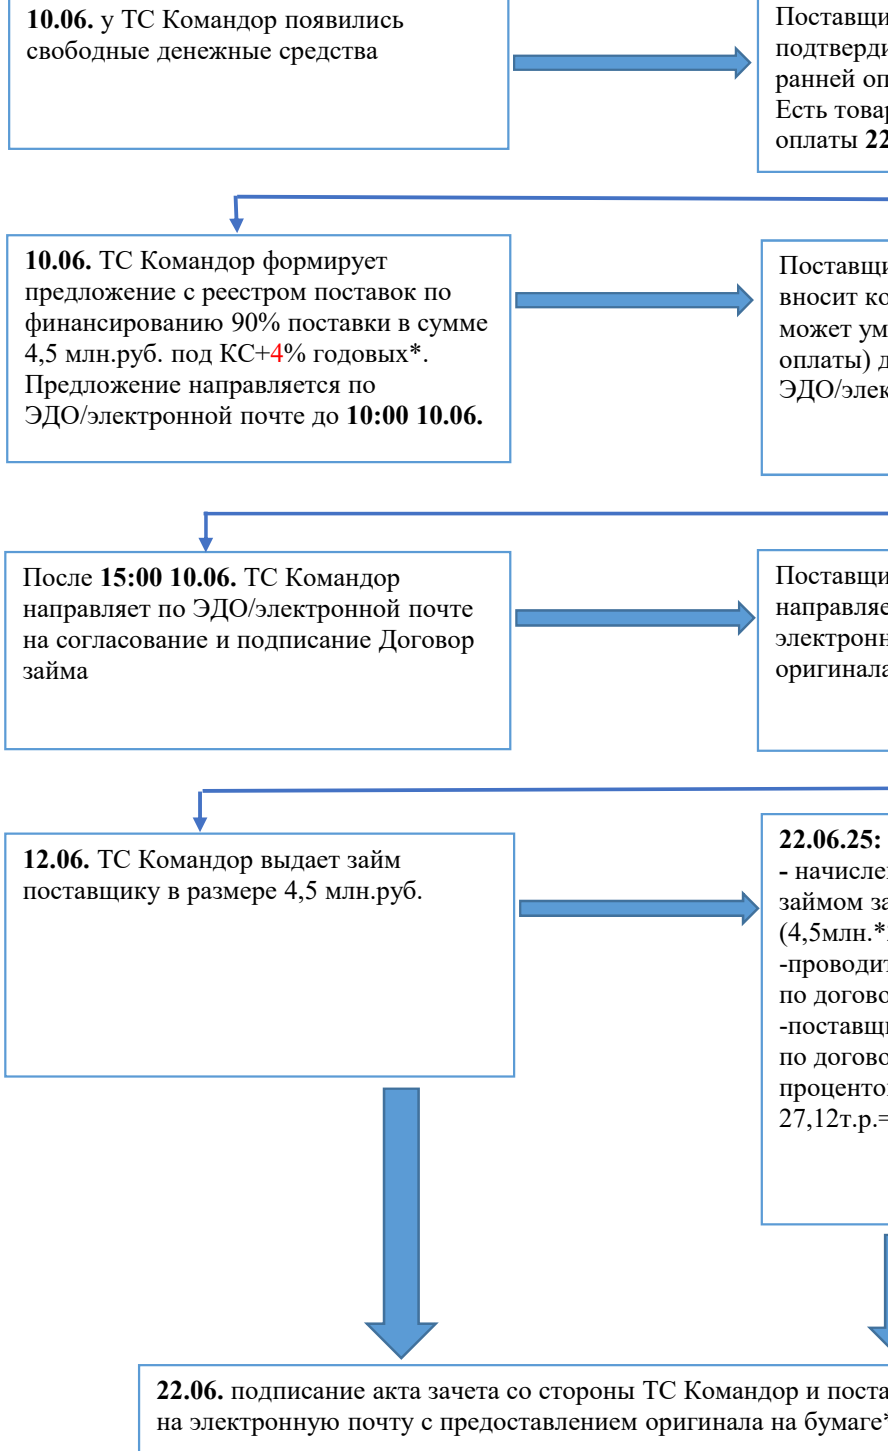 10.06. у ТС Командор появились
свободные денежные средства
Поставщи
подтверди
ранней оп
Есть това
оплаты 22
10.06. ТС Командор формирует
предложение с реестром поставок по
финансированию 90% поставки в сумме
4,5 млн.руб. под КС+4% годовых*.
Предложение направляется по
ЭДО/электронной почте до 10:00 10.06.
Поставщи
вносит ко
может ум
оплаты) д
ЭДО/элек
После 15:00 10.06. ТС Командор
направляет по ЭДО/электронной почте
на согласование и подписание Договор
займа
Поставщи
направляе
электронн
оригинала
12.06. ТС Командор выдает займ
поставщику в размере 4,5 млн.руб.
22.06.25:
- начисле
займом за
(4,5млн.*
-проводит
по догово
-поставщи
по догово
проценто
27,12т.р.=
22.06. подписание акта зачета со стороны ТС Командор и поста
на электронную почту с предоставлением оригинала на бумаге*